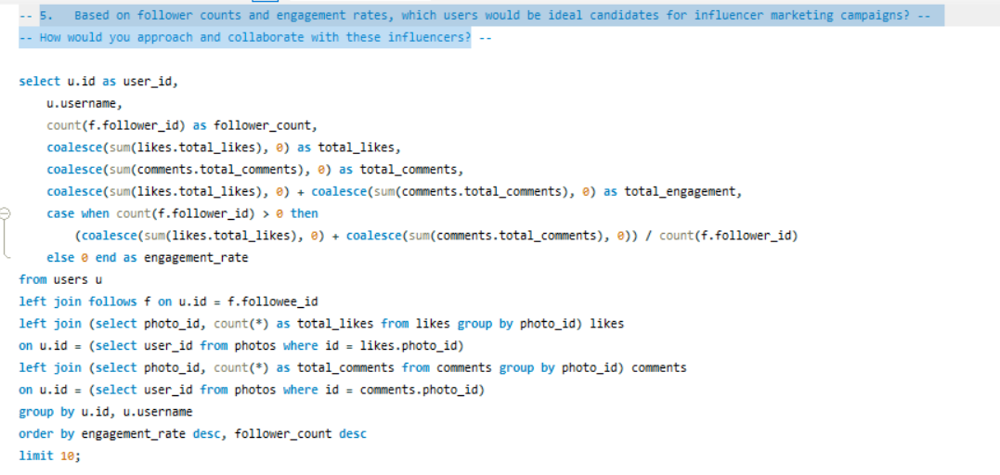 -- 5.   Based on follower counts and engagement rates, which users would be ideal candidates for influencer marketing campaigns? --
-- How would you approach and collaborate with these influencers? --
select u.id as user_id,
    u.username,
    count(f.follower_id) as follower_count,
    coalesce(sum(likes.total_likes), 0) as total_likes,
    coalesce(sum(comments.total_comments), 0) as total_comments,
    coalesce(sum(likes.total_likes), 0) + coalesce(sum(comments.total_comments), 0) as total_engagement,
    case when count(f.follower_id) > 0 then
        (coalesce(sum(likes.total_likes), 0) + coalesce(sum(comments.total_comments), 0)) / count(f.follower_id)
    else 0 end as engagement_rate
from users u
left join follows f on u.id = f.followee_id
left join (select photo_id, count(*) as total_likes from likes group by photo_id) likes
on u.id = (select user_id from photos where id = likes.photo_id)
left join (select photo_id, count(*) as total_comments from comments group by photo_id) comments
on u.id = (select user_id from photos where id = comments.photo_id)
group by u.id, u.username
order by engagement_rate desc, follower_count desc
limit 10;